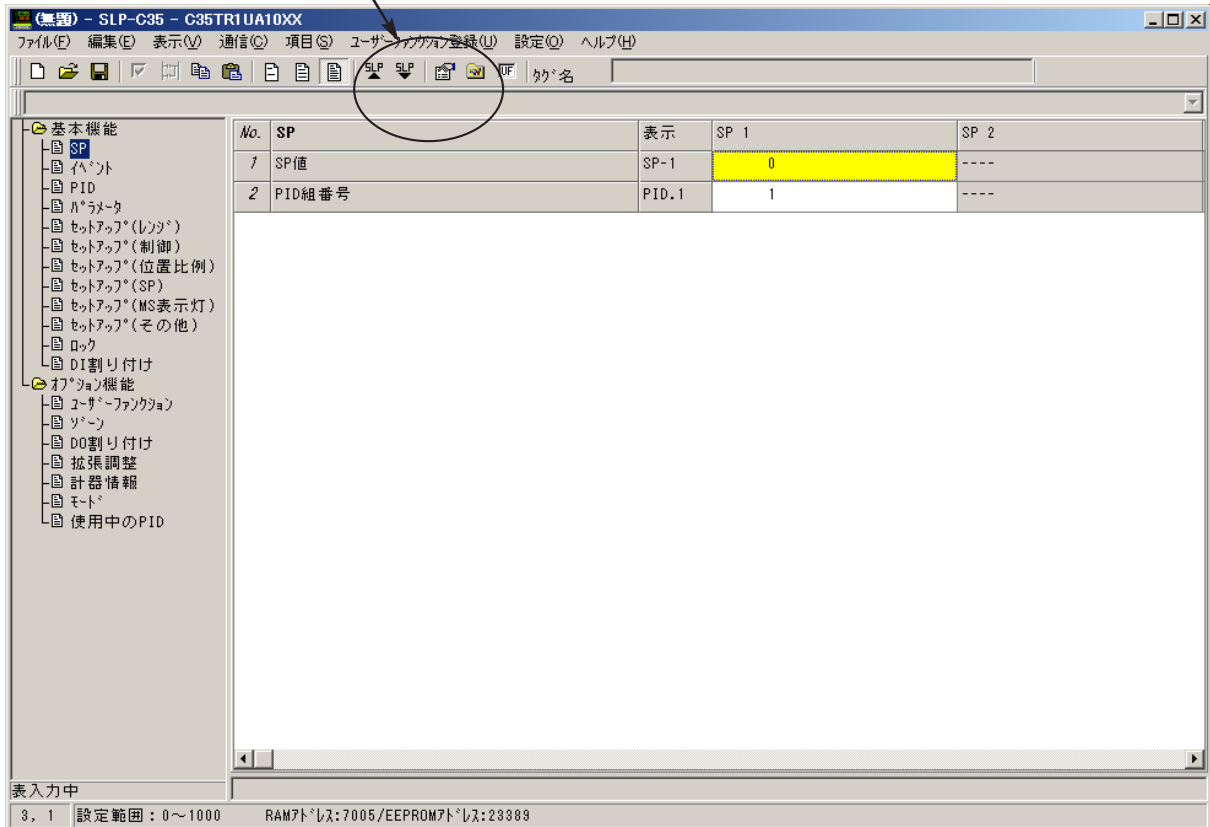 (無題) - SLP-C35 - C35TR1UA10XX
ﾌｧｲﾙ(F) 編集(E) 表示(V) 通信(C) 項目(S) ﾕｰｻﾞｰﾌｧﾝｸｼｮﾝ登録(U) 設定(O) ヘルプ(H)
SLP SLP UF ﾀｸﾞ名
基本機能
SP
ｲﾍﾞﾝﾄ
PID
ﾊﾟﾗﾒｰﾀ
ｾｯﾄｱｯﾌﾟ(ﾚﾝｼﾞ)
ｾｯﾄｱｯﾌﾟ(制御)
ｾｯﾄｱｯﾌﾟ(位置比例)
ｾｯﾄｱｯﾌﾟ(SP)
ｾｯﾄｱｯﾌﾟ(MS表示灯)
ｾｯﾄｱｯﾌﾟ(その他)
ﾛｯｸ
DI割り付け
ｵﾌﾟｼｮﾝ機能
ﾕｰｻﾞｰﾌｧﾝｸｼｮﾝ
ｿﾞｰﾝ
DO割り付け
拡張調整
計器情報
ﾓｰﾄﾞ
使用中のPID
No. SP 表示 SP 1 SP 2
1 SP値 SP-1 0 ----
2 PID組番号 PID.1 1 ----
表入力中
3, 1 設定範囲：0～1000 RAMｱﾄﾞﾚｽ:7005/EEPROMｱﾄﾞﾚｽ:23389